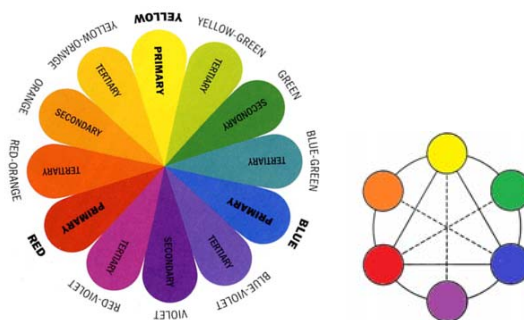 YELLOW
PRIMARY
YELLOW-GREEN
TERTIARY
GREEN
SECONDARY
BLUE-GREEN
TERTIARY
BLUE
PRIMARY
BLUE-VIOLET
TERTIARY
VIOLET
SECONDARY
RED-VIOLET
TERTIARY
RED
PRIMARY
RED-ORANGE
TERTIARY
ORANGE
SECONDARY
YELLOW-ORANGE
TERTIARY